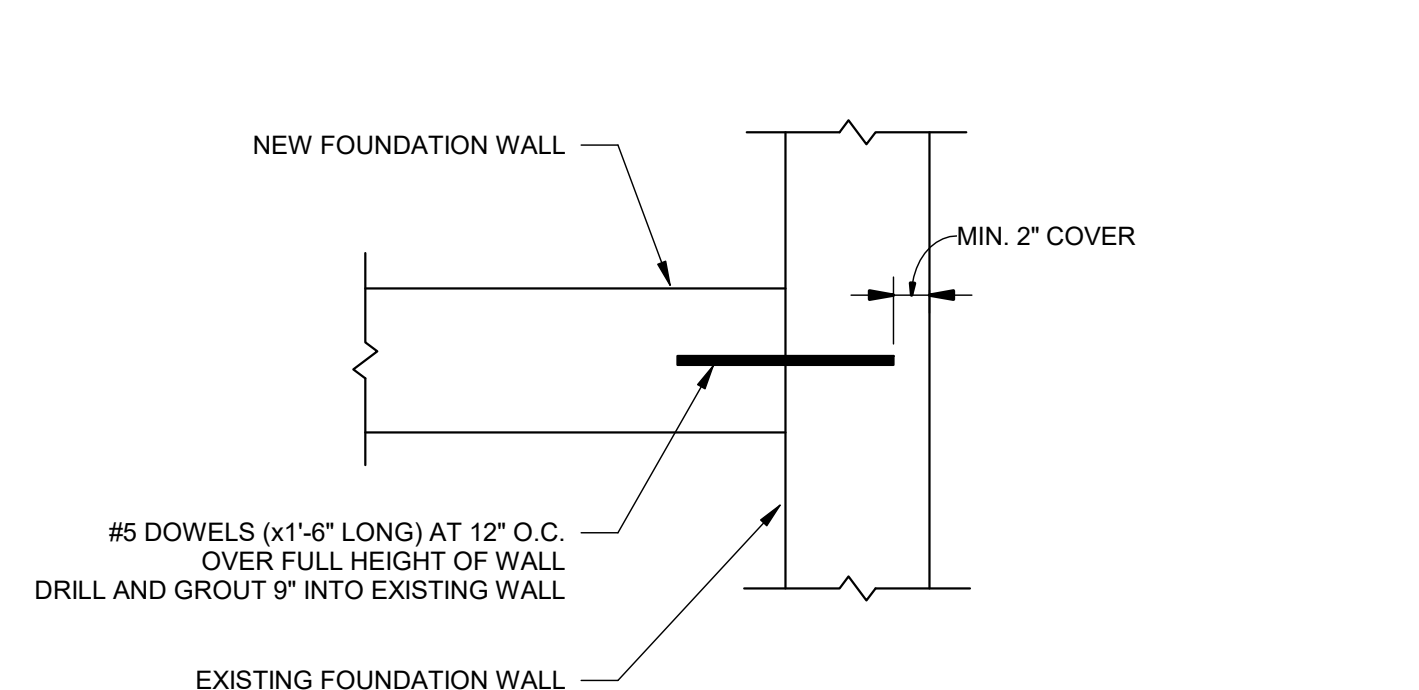 NEW FOUNDATION WALL
MIN. 2" COVER
#5 DOWELS (x1'-6" LONG) AT 12" O.C.
OVER FULL HEIGHT OF WALL
DRILL AND GROUT 9" INTO EXISTING WALL
EXISTING FOUNDATION WALL